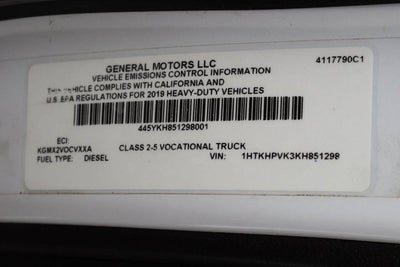 GENERAL MOTORS LLC
4117790C1
VEHICLE EMISSIONS CONTROL INFORMATION
THIS VEHICLE COMPLIES WITH CALIFORNIA AND
U.S. EPA REGULATIONS FOR 2019 HEAVY-DUTY VEHICLES
445YKH851298001
ECI:
KGMX2VOCVXXA
CLASS 2-5 VOCATIONAL TRUCK
FUEL TYPE: DIESEL
VIN: 1HTKHPVK3KH851298